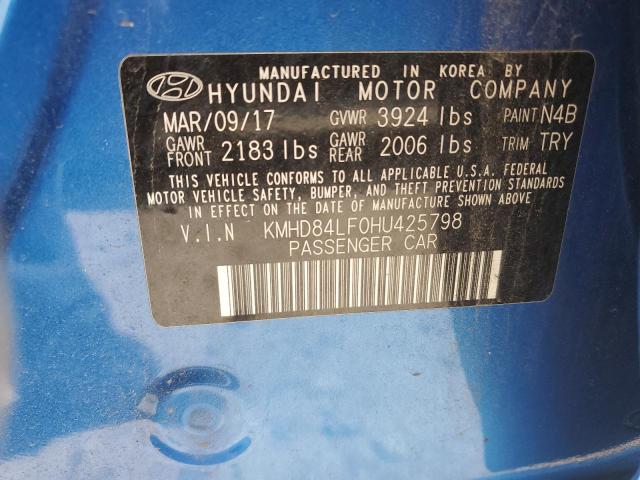 MANUFACTURED IN KOREA BY
HYUNDAI MOTOR COMPANY
MAR/09/17 GVWR 3924 lbs PAINT N4B
GAWR FRONT 2183 lbs GAWR REAR 2006 lbs TRIM TRY
THIS VEHICLE CONFORMS TO ALL APPLICABLE U.S.A. FEDERAL
MOTOR VEHICLE SAFETY, BUMPER, AND THEFT PREVENTION STANDARDS
IN EFFECT ON THE DATE OF MANUFACTURE SHOWN ABOVE.
V.I.N KMHD84LF0HU425798
PASSENGER CAR